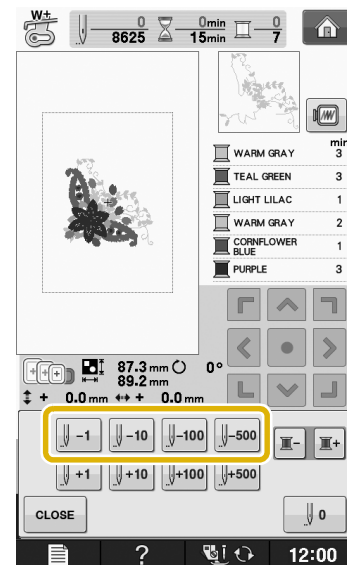 W+
0 0min 0
8625 15min 7
min
WARM GRAY 3
TEAL GREEN 3
LIGHT LILAC 1
WARM GRAY 2
CORNFLOWER
BLUE 1
PURPLE 3
87.3 mm 0°
89.2 mm
+ 0.0 mm + 0.0 mm
-1 -10 -100 -500 - +
+1 +10 +100 +500
CLOSE 0
? 12:00